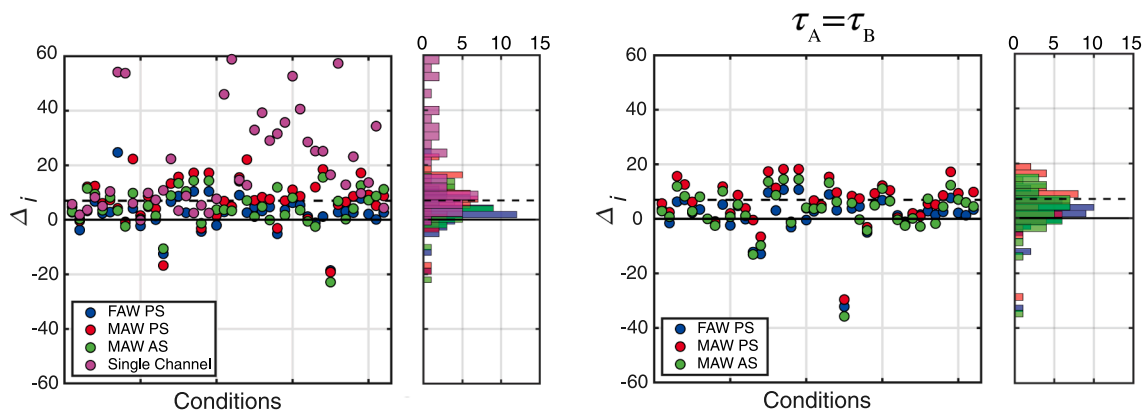 τA=τB
0 5 10 15
0 5 10 15
60
40
20
0
-20
-40
-60
Δi
FAW PS
MAW PS
MAW AS
Single Channel
Conditions
60
40
20
0
-20
-40
-60
Δi
FAW PS
MAW PS
MAW AS
Conditions